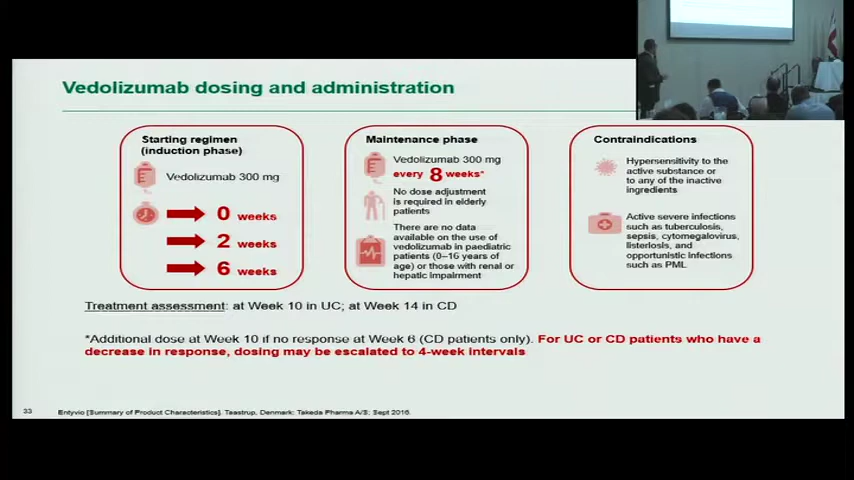 Vedolizumab dosing and administration
Starting regimen
(induction phase)
Vedolizumab 300 mg
0 weeks
2 weeks
6 weeks
Maintenance phase
Vedolizumab 300 mg
every 8 weeks*
No dose adjustment
is required in elderly
patients
There are no data
available on the use of
vedolizumab in paediatric
patients (0–16 years of
age) or those with renal or
hepatic impairment
Contraindications
Hypersensitivity to the
active substance or
to any of the inactive
ingredients
Active severe infections
such as tuberculosis,
sepsis, cytomegalovirus,
listeriosis, and
opportunistic infections
such as PML
Treatment assessment: at Week 10 in UC; at Week 14 in CD
*Additional dose at Week 10 if no response at Week 6 (CD patients only). For UC or CD patients who have a
decrease in response, dosing may be escalated to 4-week intervals
33
Entyvio [Summary of Product Characteristics]. Taastrup, Denmark: Takeda Pharma A/S; Sept 2016.